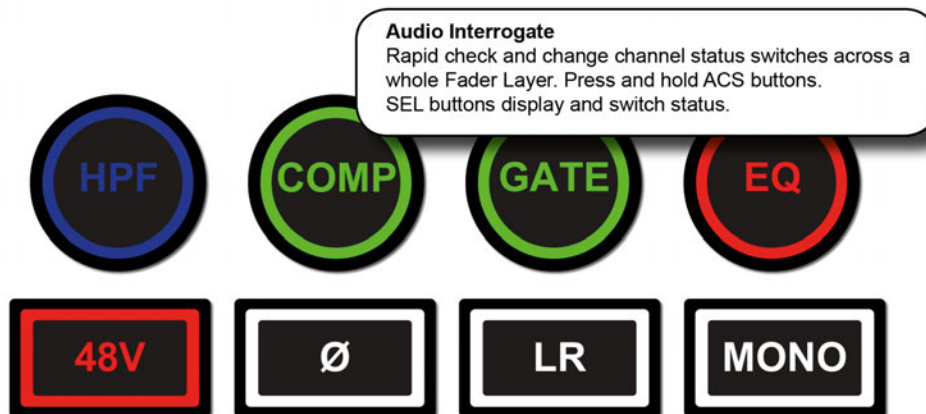 Audio Interrogate
Rapid check and change channel status switches across a
whole Fader Layer. Press and hold ACS buttons.
SEL buttons display and switch status.
HPF
COMP
GATE
EQ
48V
Ø
LR
MONO